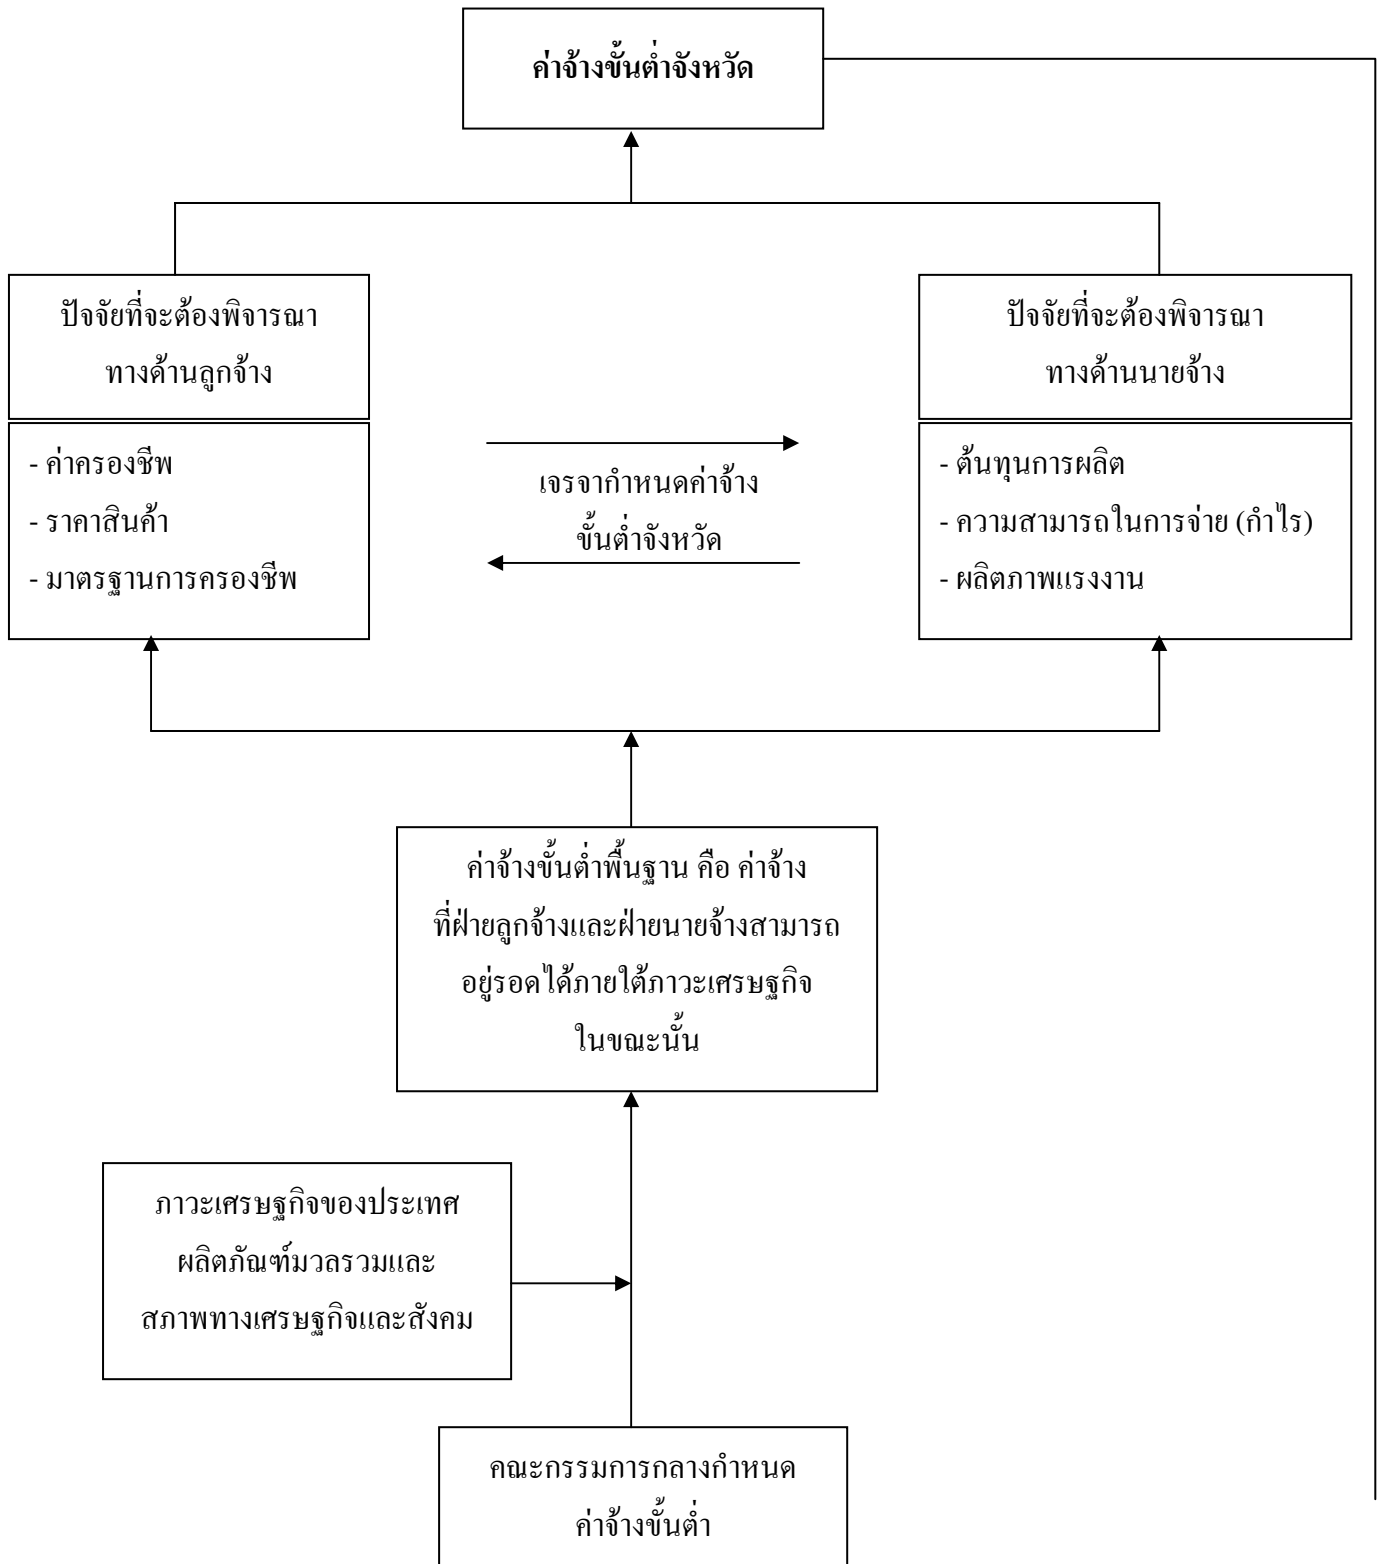 ค่าจ้างขั้นต่ำจังหวัด
ปัจจัยที่จะต้องพิจารณา
ทางด้านลูกจ้าง
- ค่าครองชีพ
- ราคาสินค้า
- มาตรฐานการครองชีพ
เจรจากำหนดค่าจ้าง
ขั้นต่ำจังหวัด
ปัจจัยที่จะต้องพิจารณา
ทางด้านนายจ้าง
- ต้นทุนการผลิต
- ความสามารถในการจ่าย (กำไร)
- ผลิตภาพแรงงาน
ค่าจ้างขั้นต่ำพื้นฐาน คือ ค่าจ้าง
ที่ฝ่ายลูกจ้างและฝ่ายนายจ้างสามารถ
อยู่รอดได้ภายใต้ภาวะเศรษฐกิจ
ในขณะนั้น
ภาวะเศรษฐกิจของประเทศ
ผลิตภัณฑ์มวลรวมและ
สภาพทางเศรษฐกิจและสังคม
คณะกรรมการกลางกำหนด
ค่าจ้างขั้นต่ำ